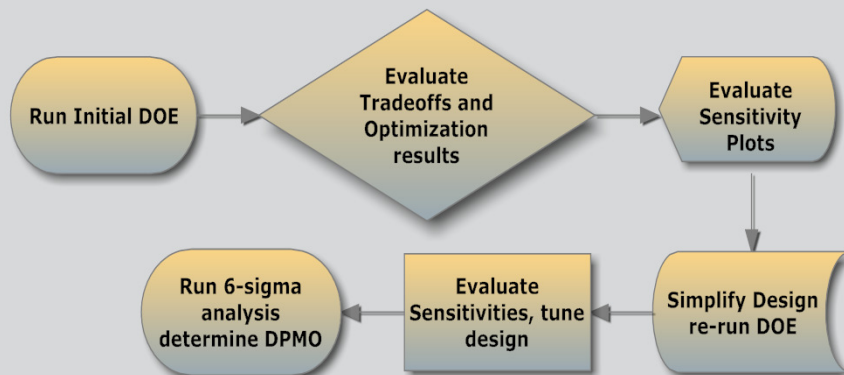 Run Initial DOE
Evaluate
Tradeoffs and
Optimization
results
Evaluate
Sensitivity
Plots
Simplify Design
re-run DOE
Evaluate
Sensitivities, tune
design
Run 6-sigma
analysis
determine DPMO